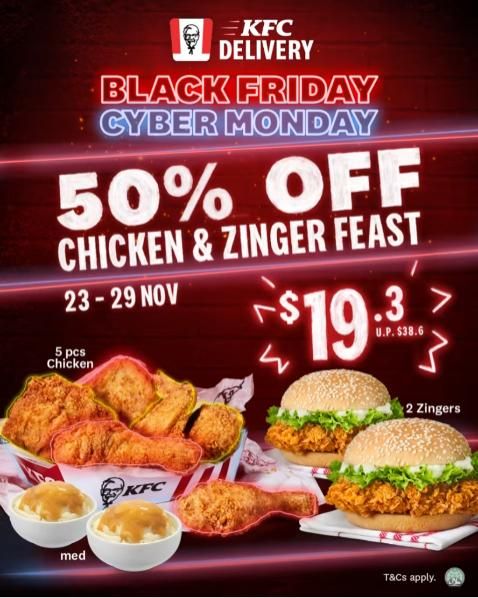 KFC
DELIVERY
BLACK FRIDAY
CYBER MONDAY
50% OFF
CHICKEN & ZINGER FEAST
23 - 29 NOV
$19.3
U.P. $38.6
5 pcs
Chicken
2 Zingers
KFC
med
T&Cs apply.